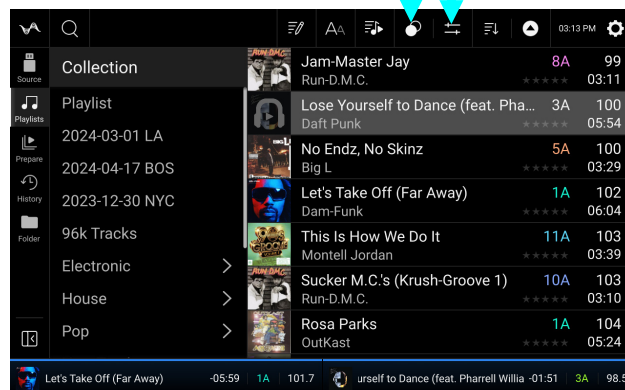 AA
03:13 PM
Source
Playlists
Prepare
History
Folder
Collection
Playlist
2024-03-01 LA
2024-04-17 BOS
2023-12-30 NYC
96k Tracks
Electronic
House
Pop
Jam-Master Jay 8A 99
Run-D.M.C. 03:11
Lose Yourself to Dance (feat. Pha... 3A 100
Daft Punk 05:54
No Endz, No Skinz 5A 100
Big L 03:29
Let's Take Off (Far Away) 1A 102
Dam-Funk 06:04
This Is How We Do It 11A 103
Montell Jordan 03:39
Sucker M.C.'s (Krush-Groove 1) 10A 103
Run-D.M.C. 03:10
Rosa Parks 1A 104
OutKast 05:24
Let's Take Off (Far Away) -05:59 1A 101.7
urself to Dance (feat. Pharrell Willia -01:51 3A 98.5